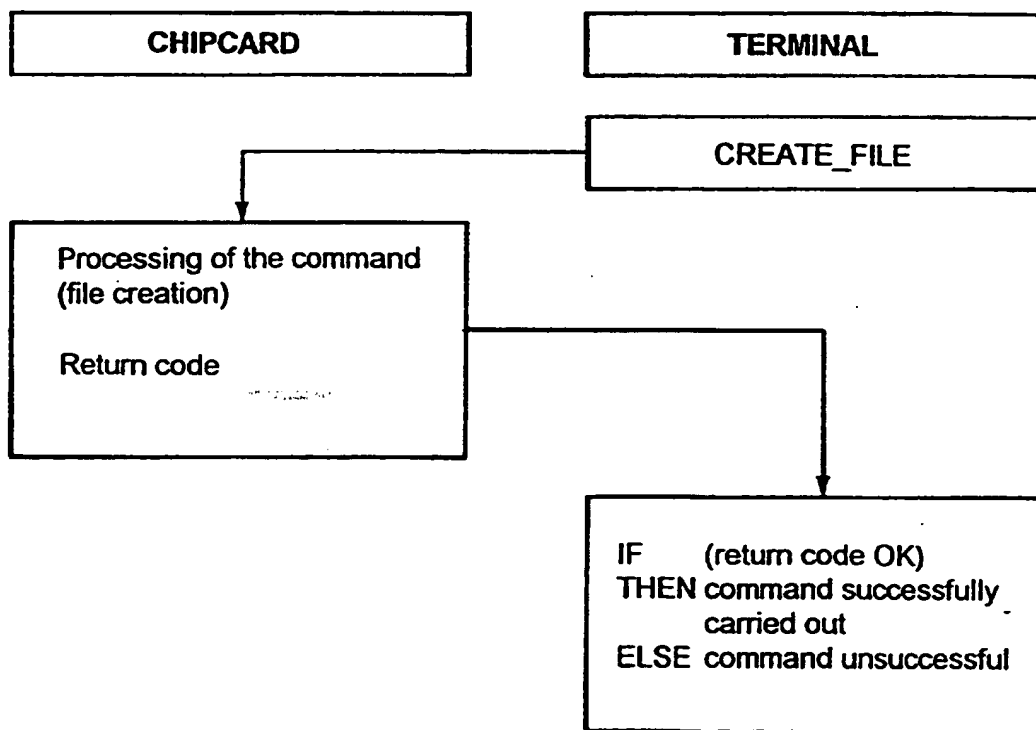 CHIPCARD
TERMINAL
CREATE_FILE
Processing of the command
(file creation)
Return code
IF (return code OK)
THEN command successfully
carried out
ELSE command unsuccessful